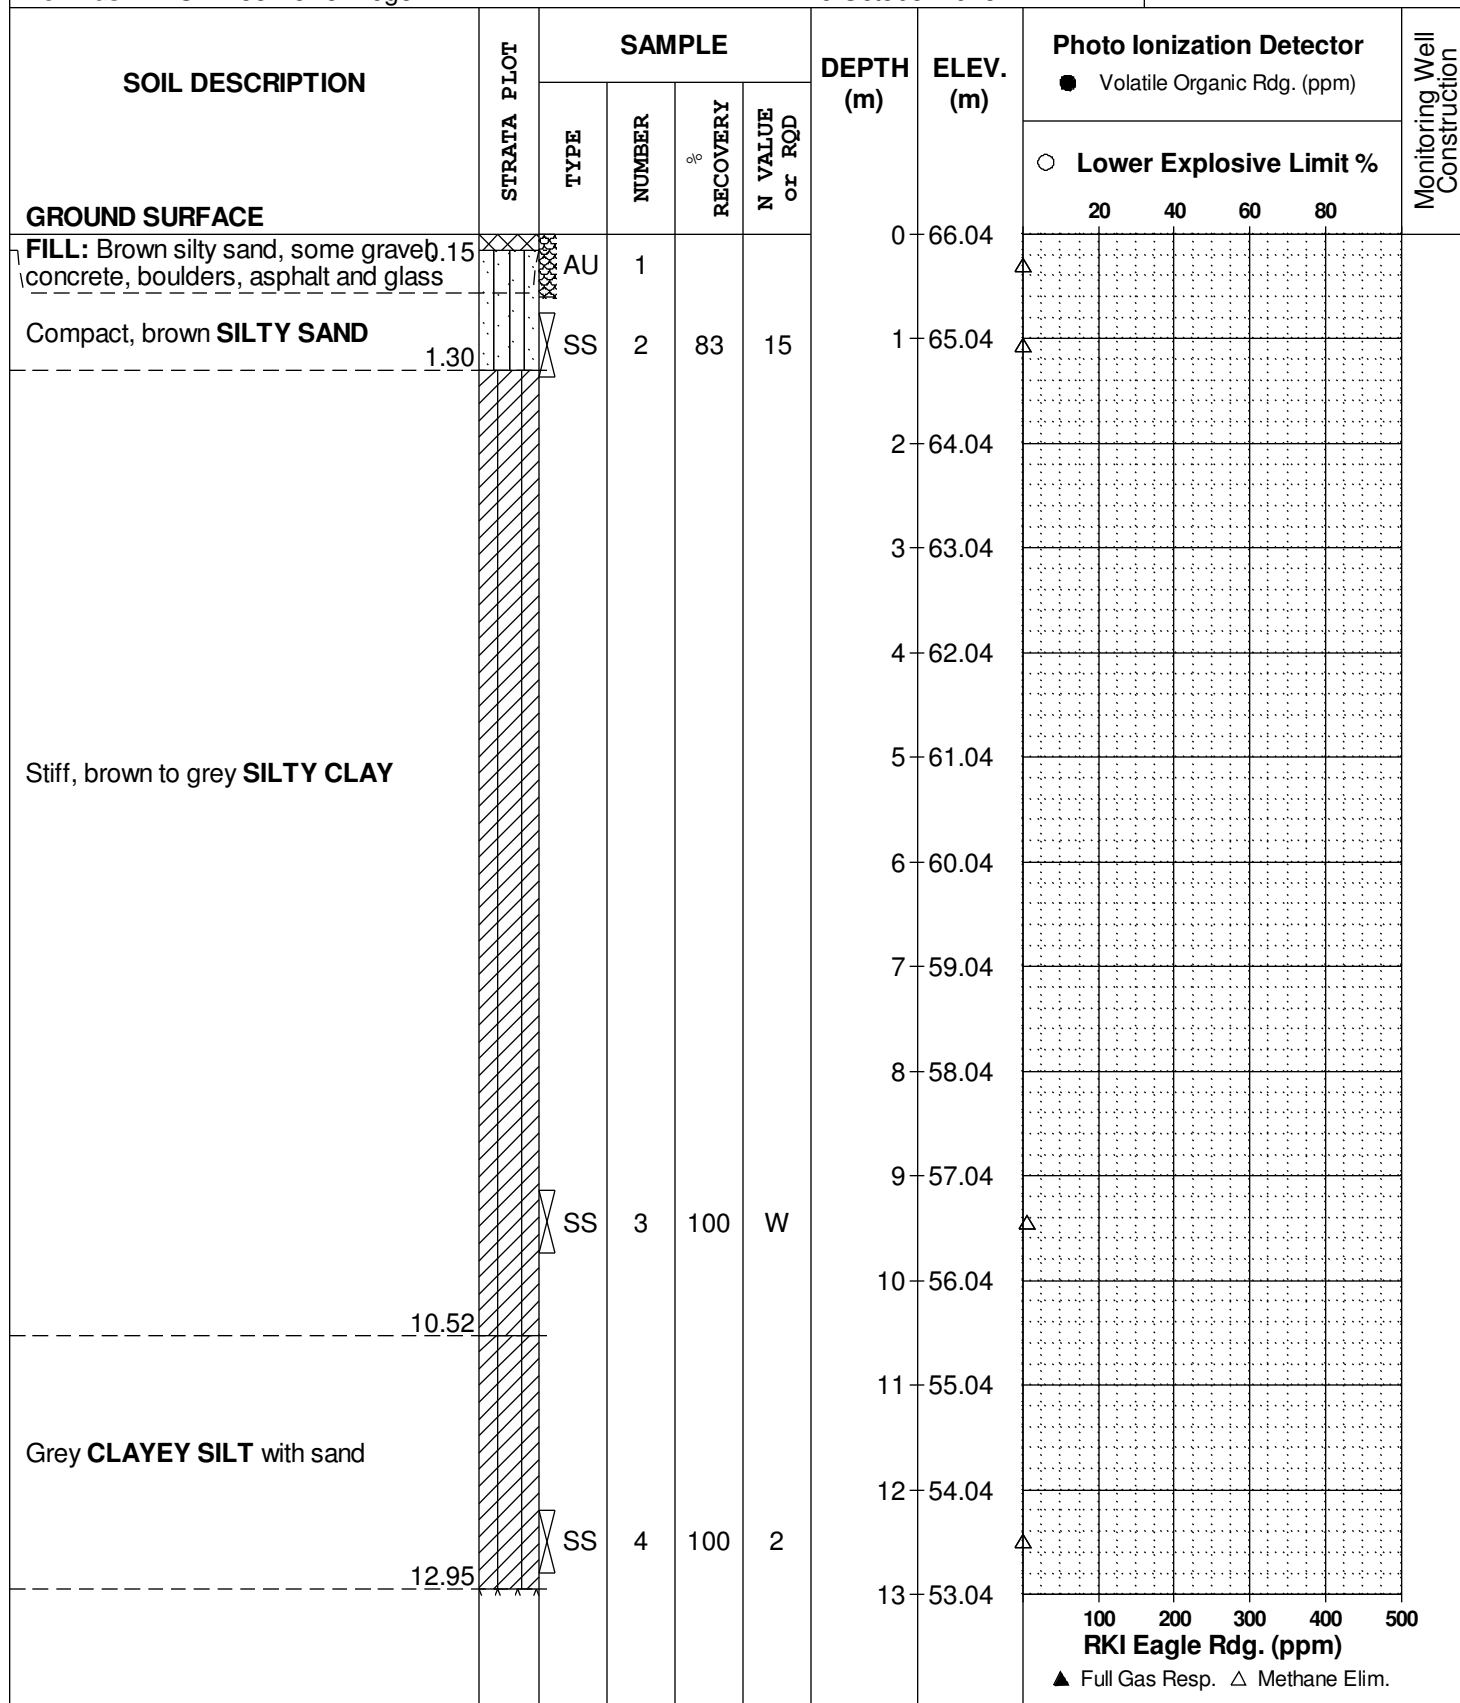 SOIL DESCRIPTION
GROUND SURFACE
STRATA PLOT
SAMPLE
TYPE
NUMBER
% RECOVERY
N VALUE
or RQD
DEPTH
(m)
ELEV.
(m)
Photo Ionization Detector
● Volatile Organic Rdg. (ppm)
○ Lower Explosive Limit %
20 40 60 80
Monitoring Well
Construction
0 66.04
FILL: Brown silty sand, some gravel, 0.15
concrete, boulders, asphalt and glass
AU 1
Compact, brown SILTY SAND
1.30
SS 2 83 15
1 65.04
2 64.04
3 63.04
4 62.04
5 61.04
Stiff, brown to grey SILTY CLAY
6 60.04
7 59.04
8 58.04
9 57.04
SS 3 100 W
10 56.04
10.52
11 55.04
Grey CLAYEY SILT with sand
12 54.04
SS 4 100 2
12.95
13 53.04
100 200 300 400 500
RKI Eagle Rdg. (ppm)
▲ Full Gas Resp. △ Methane Elim.